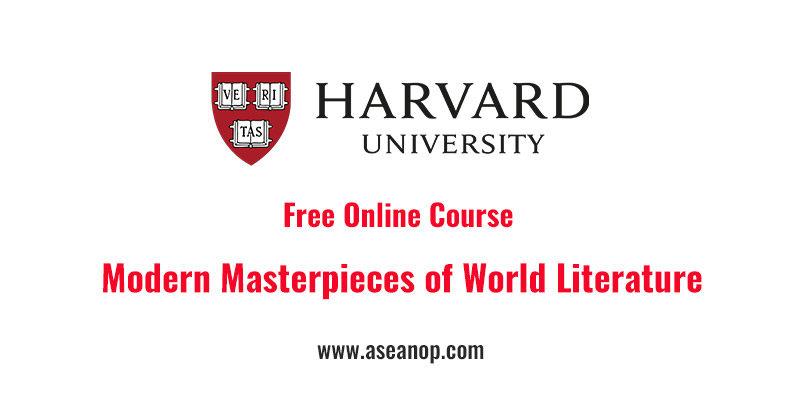 VE RI
TAS
HARVARD
UNIVERSITY
Free Online Course
Modern Masterpieces of World Literature
www.aseanop.com